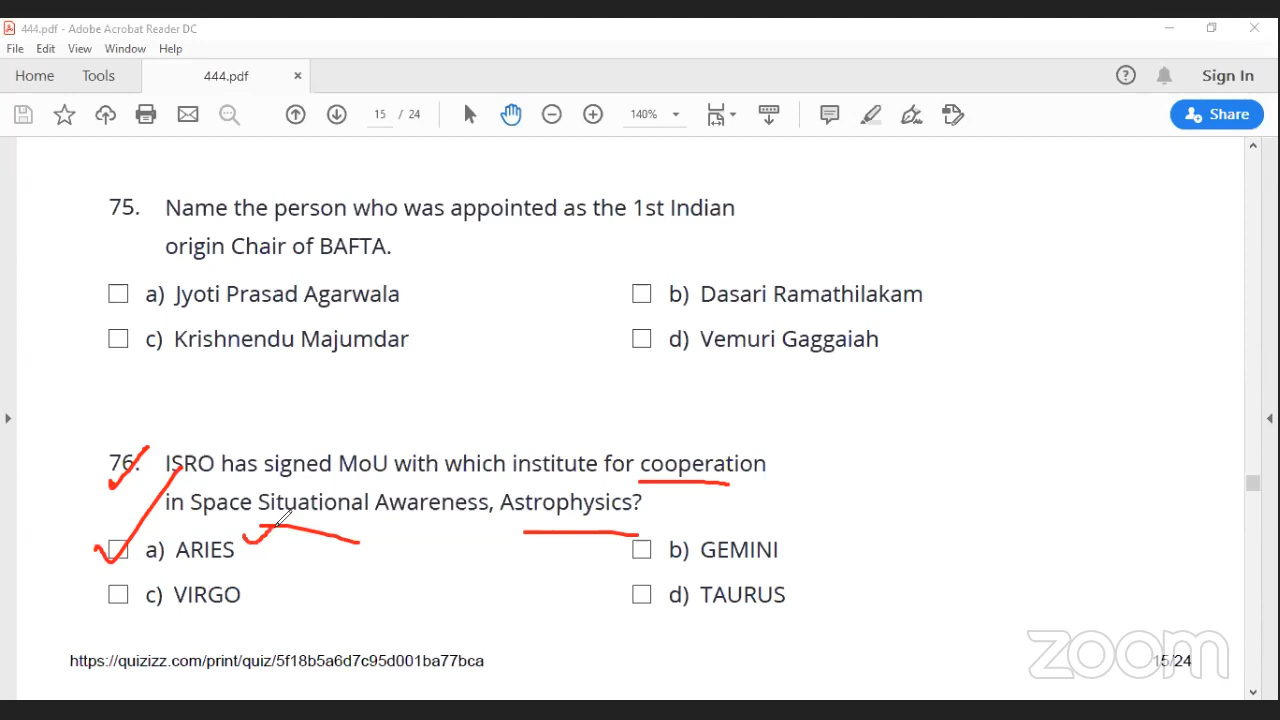 444.pdf - Adobe Acrobat Reader DC
File Edit View Window Help
Home Tools 444.pdf × ? Sign In
15 / 24 140% Share
75. Name the person who was appointed as the 1st Indian
origin Chair of BAFTA.
a) Jyoti Prasad Agarwala b) Dasari Ramathilakam
c) Krishnendu Majumdar d) Vemuri Gaggaiah
76. ISRO has signed MoU with which institute for cooperation
in Space Situational Awareness, Astrophysics?
a) ARIES b) GEMINI
c) VIRGO d) TAURUS
https://quizizz.com/print/quiz/5f18b5a6d7c95d001ba77bca 15/24
zoom